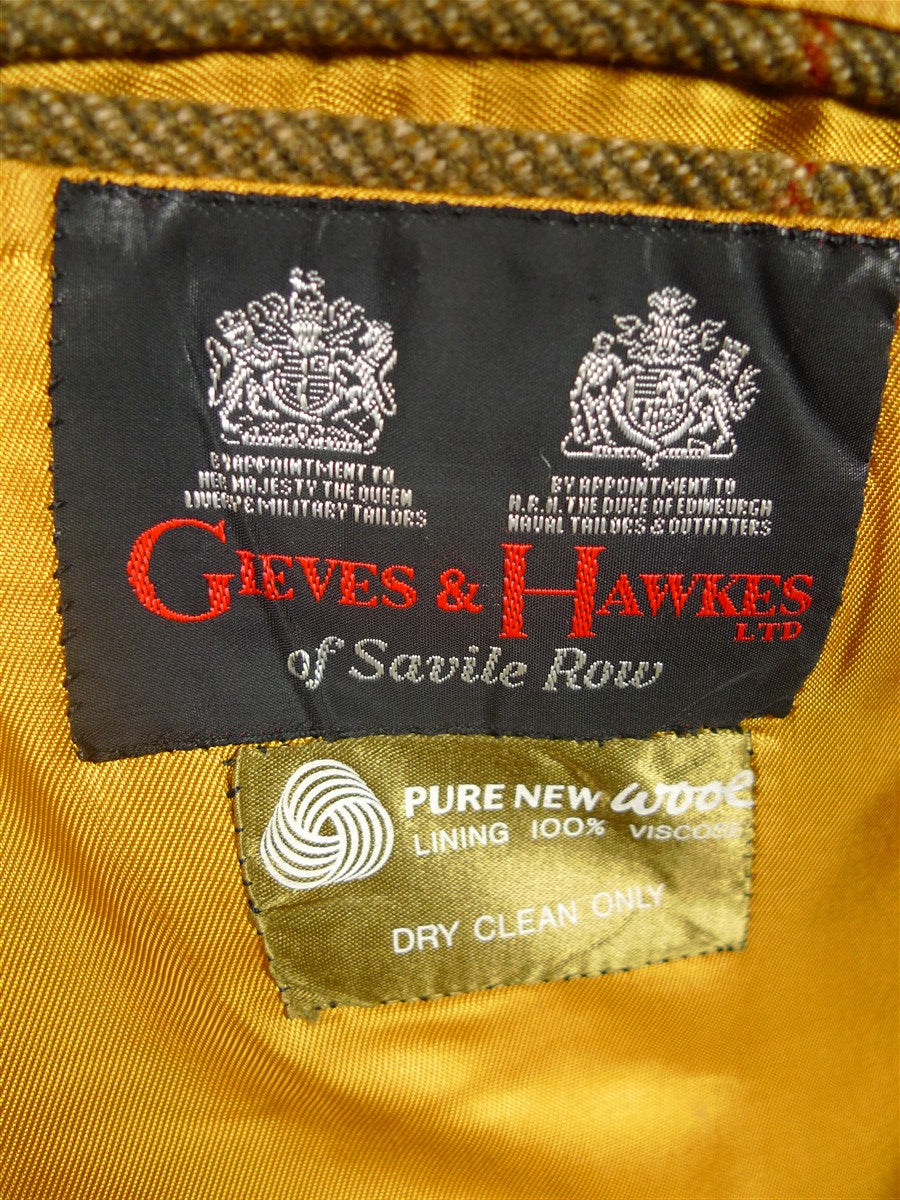 BY APPOINTMENT TO
HER MAJESTY THE QUEEN
LIVERY & MILITARY TAILORS
BY APPOINTMENT TO
H.R.H. THE DUKE OF EDINBURGH
NAVAL TAILORS & OUTFITTERS
GIEVES & HAWKES
LTD
of Savile Row
PURE NEW wool
LINING 100% VISCOSE
DRY CLEAN ONLY